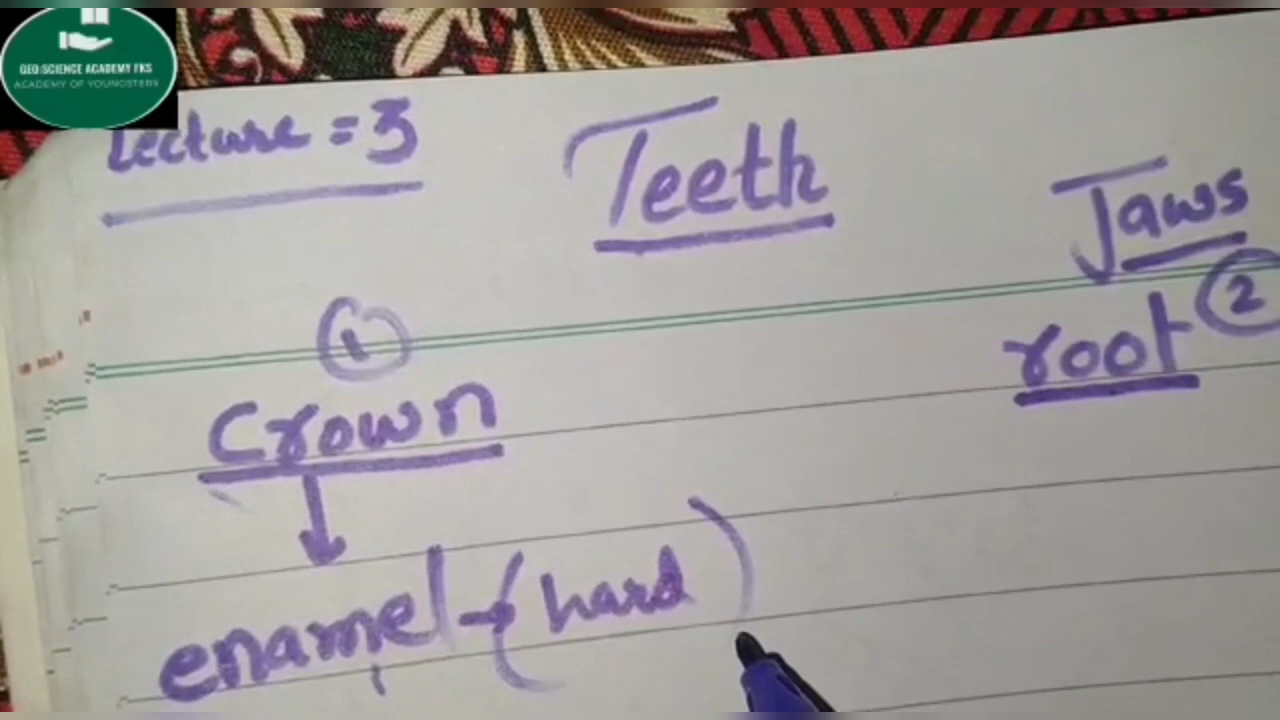 GEO:SCIENCE ACADEMY FKS
ACADEMY OF YOUNGSTERS
Lecture = 3
Teeth
Jaws
1
Crown
root 2
enamel → (hard)